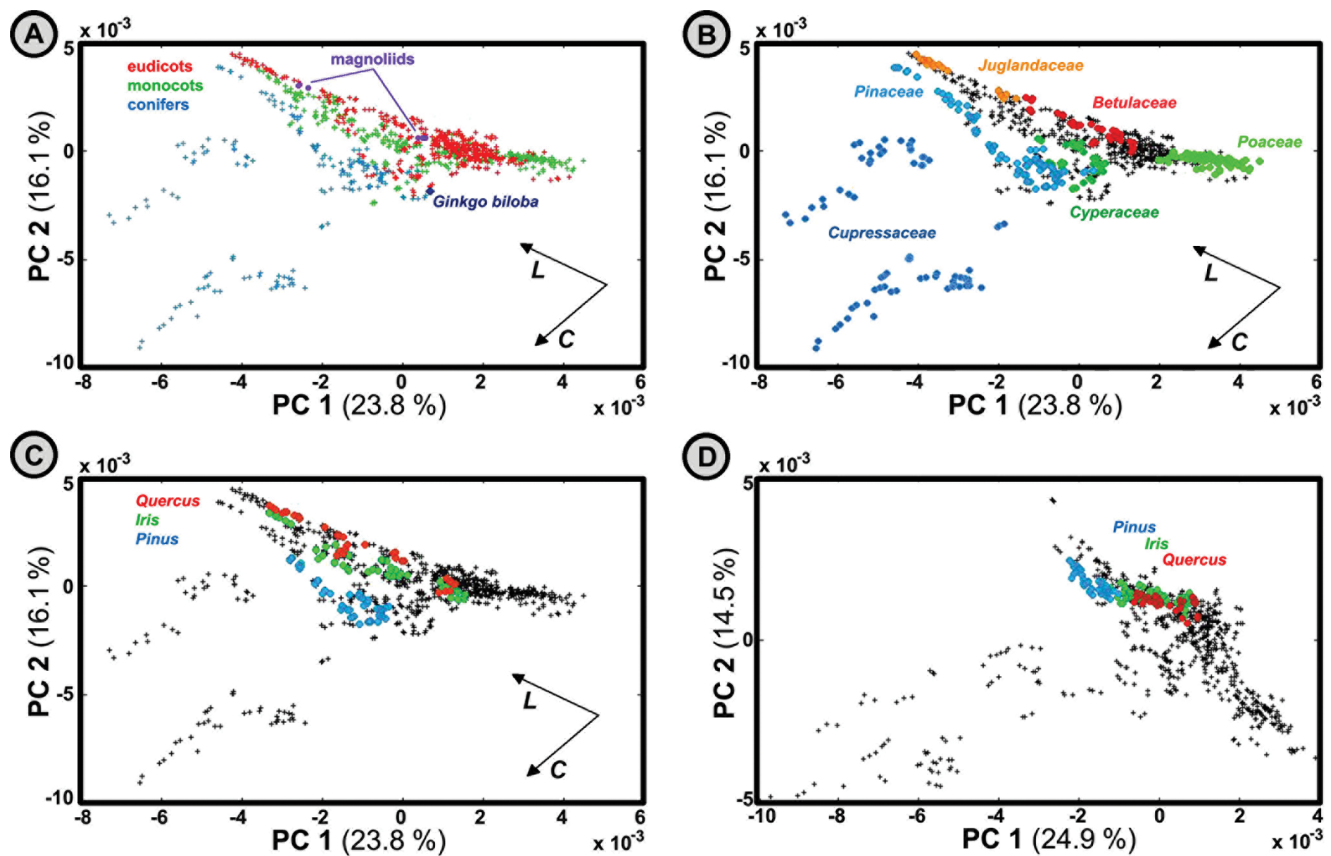 A
x 10⁻³
5
0
-5
-10
PC 2 (16.1 %)
eudicots
monocots
conifers
magnoliids
Ginkgo biloba
L
C
-8 -6 -4 -2 0 2 4 6
PC 1 (23.8 %)
x 10⁻³
B
x 10⁻³
5
0
-5
-10
PC 2 (16.1 %)
Juglandaceae
Pinaceae
Betulaceae
Poaceae
Cyperaceae
Cupressaceae
L
C
-8 -6 -4 -2 0 2 4 6
PC 1 (23.8 %)
x 10⁻³
C
x 10⁻³
5
0
-5
-10
PC 2 (16.1 %)
Quercus
Iris
Pinus
L
C
-8 -6 -4 -2 0 2 4 6
PC 1 (23.8 %)
x 10⁻³
D
x 10⁻³
5
0
-5
PC 2 (14.5 %)
Pinus
Iris
Quercus
-10 -8 -6 -4 -2 0 2 4
PC 1 (24.9 %)
x 10⁻³